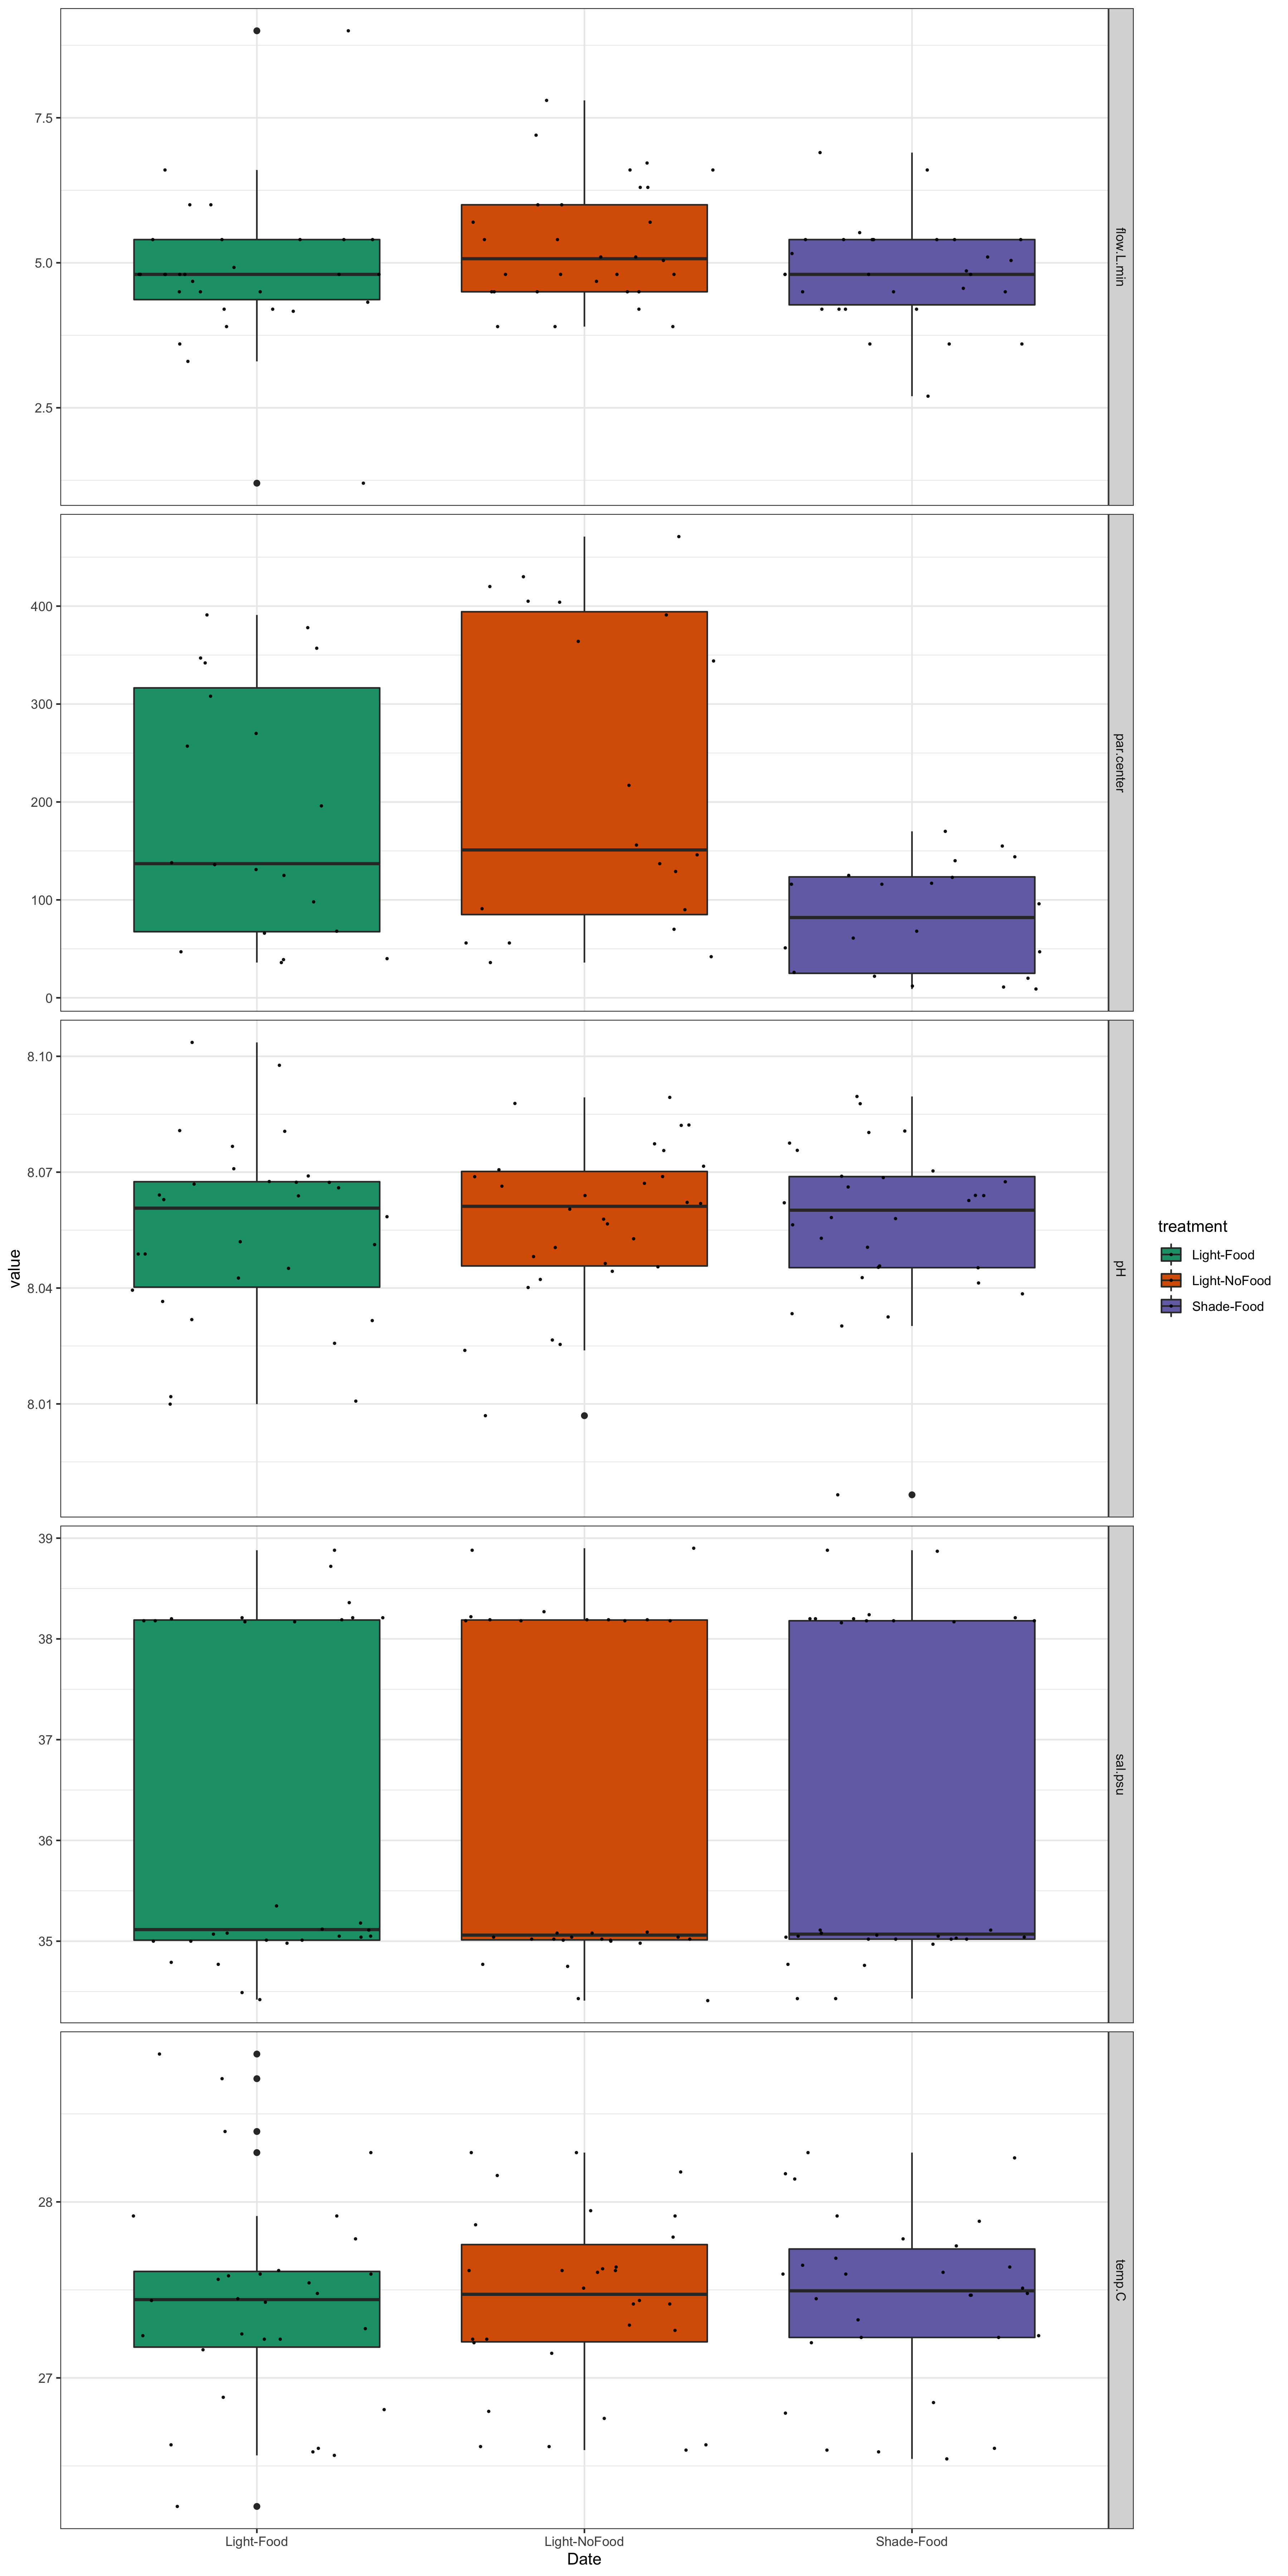 7.5
5.0
2.5
flow.L.min
400
300
200
100
0
par.center
8.10
8.07
8.04
8.01
pH
39
38
37
36
35
sal.psu
28
27
temp.C
Light-Food
Light-NoFood
Shade-Food
Date
value
treatment
Light-Food
Light-NoFood
Shade-Food